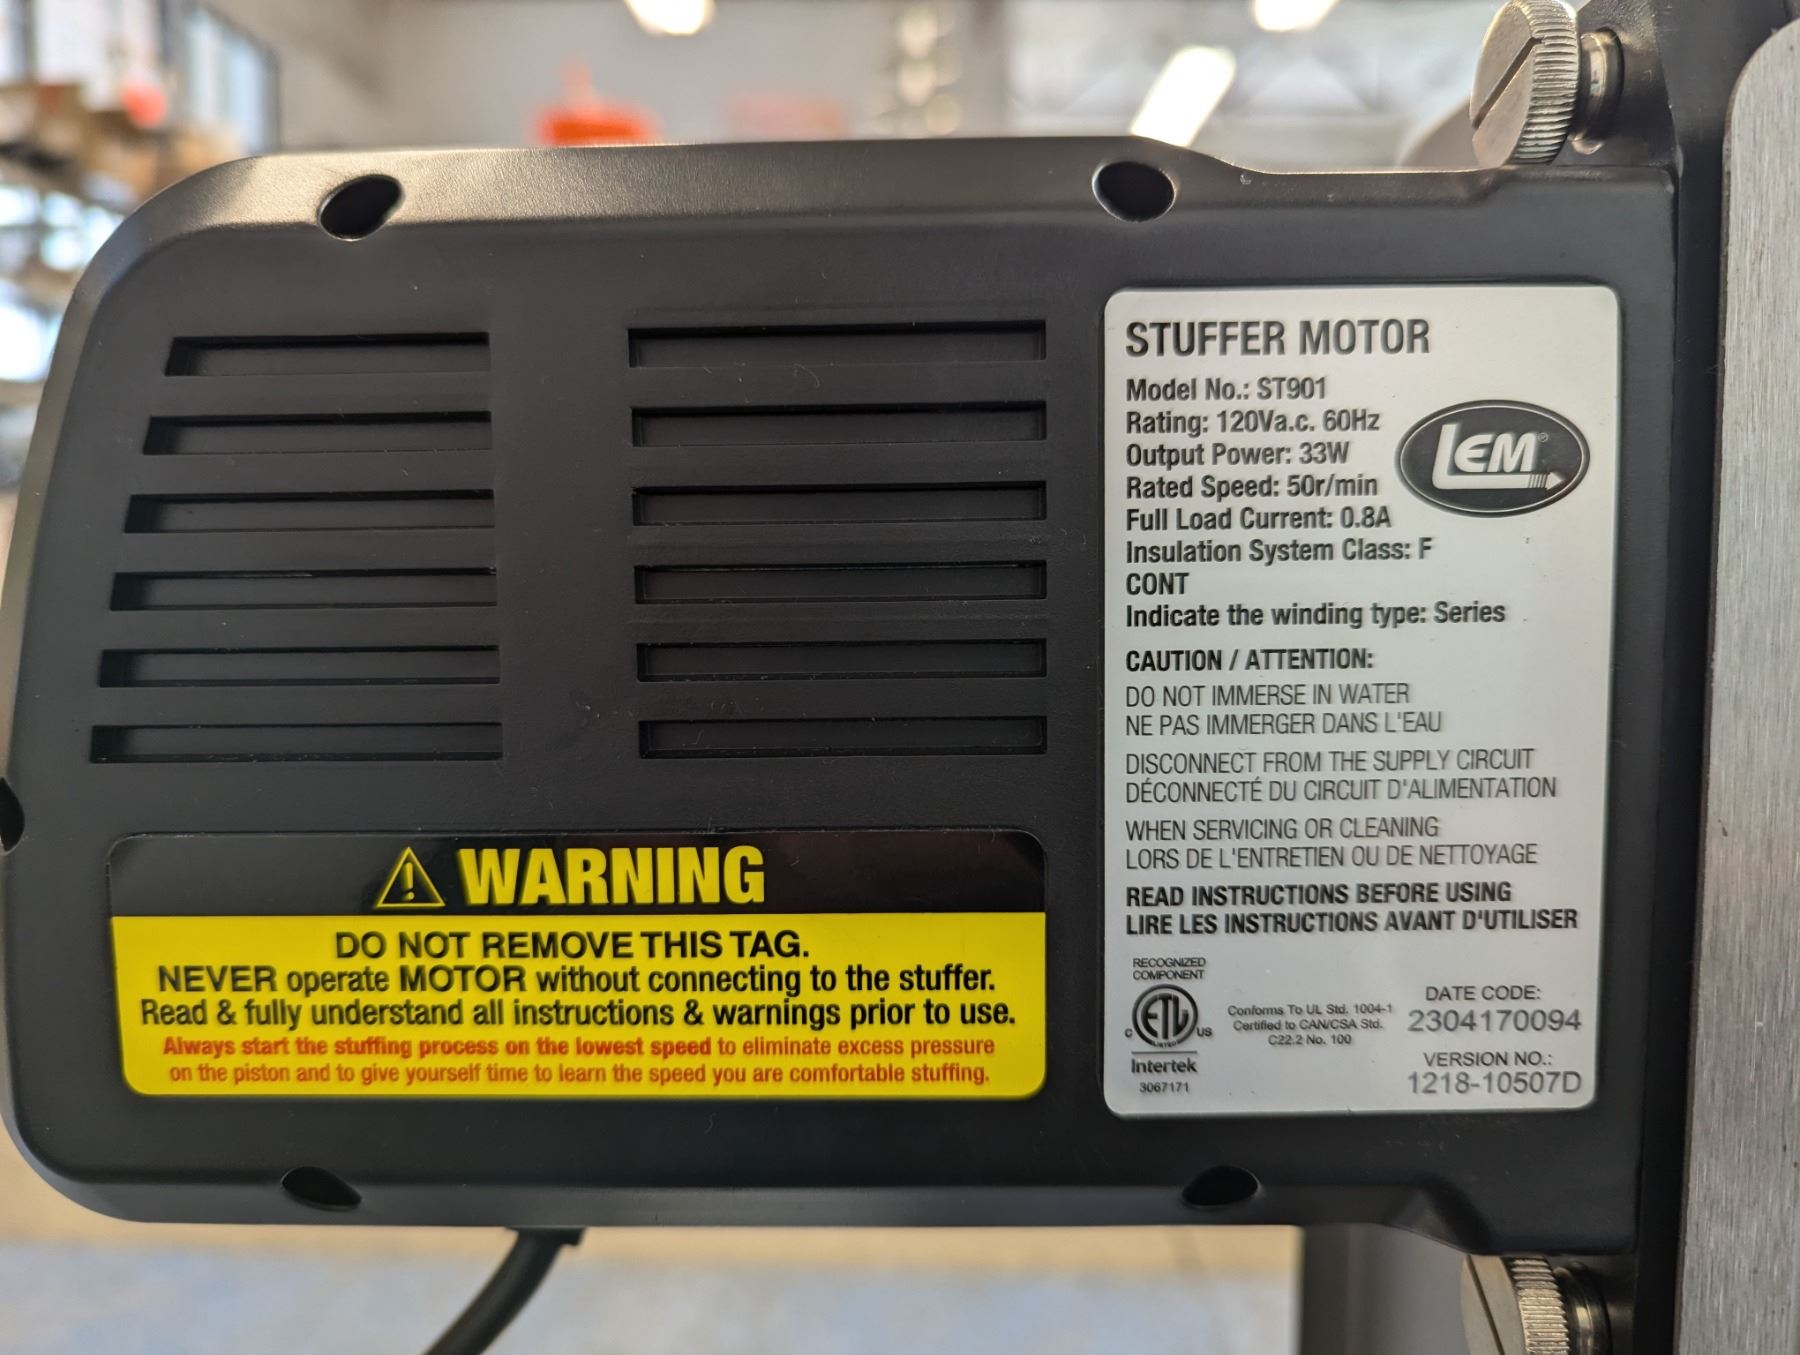 STUFFER MOTOR
Model No.: ST901
Rating: 120Va.c. 60Hz
Output Power: 33W
Rated Speed: 50r/min
Full Load Current: 0.8A
Insulation System Class: F
CONT
Indicate the winding type: Series
LEM®
CAUTION / ATTENTION:
DO NOT IMMERSE IN WATER
NE PAS IMMERGER DANS L'EAU
DISCONNECT FROM THE SUPPLY CIRCUIT
DÉCONNECTÉ DU CIRCUIT D'ALIMENTATION
WHEN SERVICING OR CLEANING
LORS DE L'ENTRETIEN OU DE NETTOYAGE
READ INSTRUCTIONS BEFORE USING
LIRE LES INSTRUCTIONS AVANT D'UTILISER
RECOGNIZED
COMPONENT
C ETL US
LISTED
Intertek
3067171
Conforms To UL Std. 1004-1
Certified to CAN/CSA Std.
C22.2 No. 100
DATE CODE:
2304170094
VERSION NO.:
1218-10507D
WARNING
DO NOT REMOVE THIS TAG.
NEVER operate MOTOR without connecting to the stuffer.
Read & fully understand all instructions & warnings prior to use.
Always start the stuffing process on the lowest speed to eliminate excess pressure
on the piston and to give yourself time to learn the speed you are comfortable stuffing.